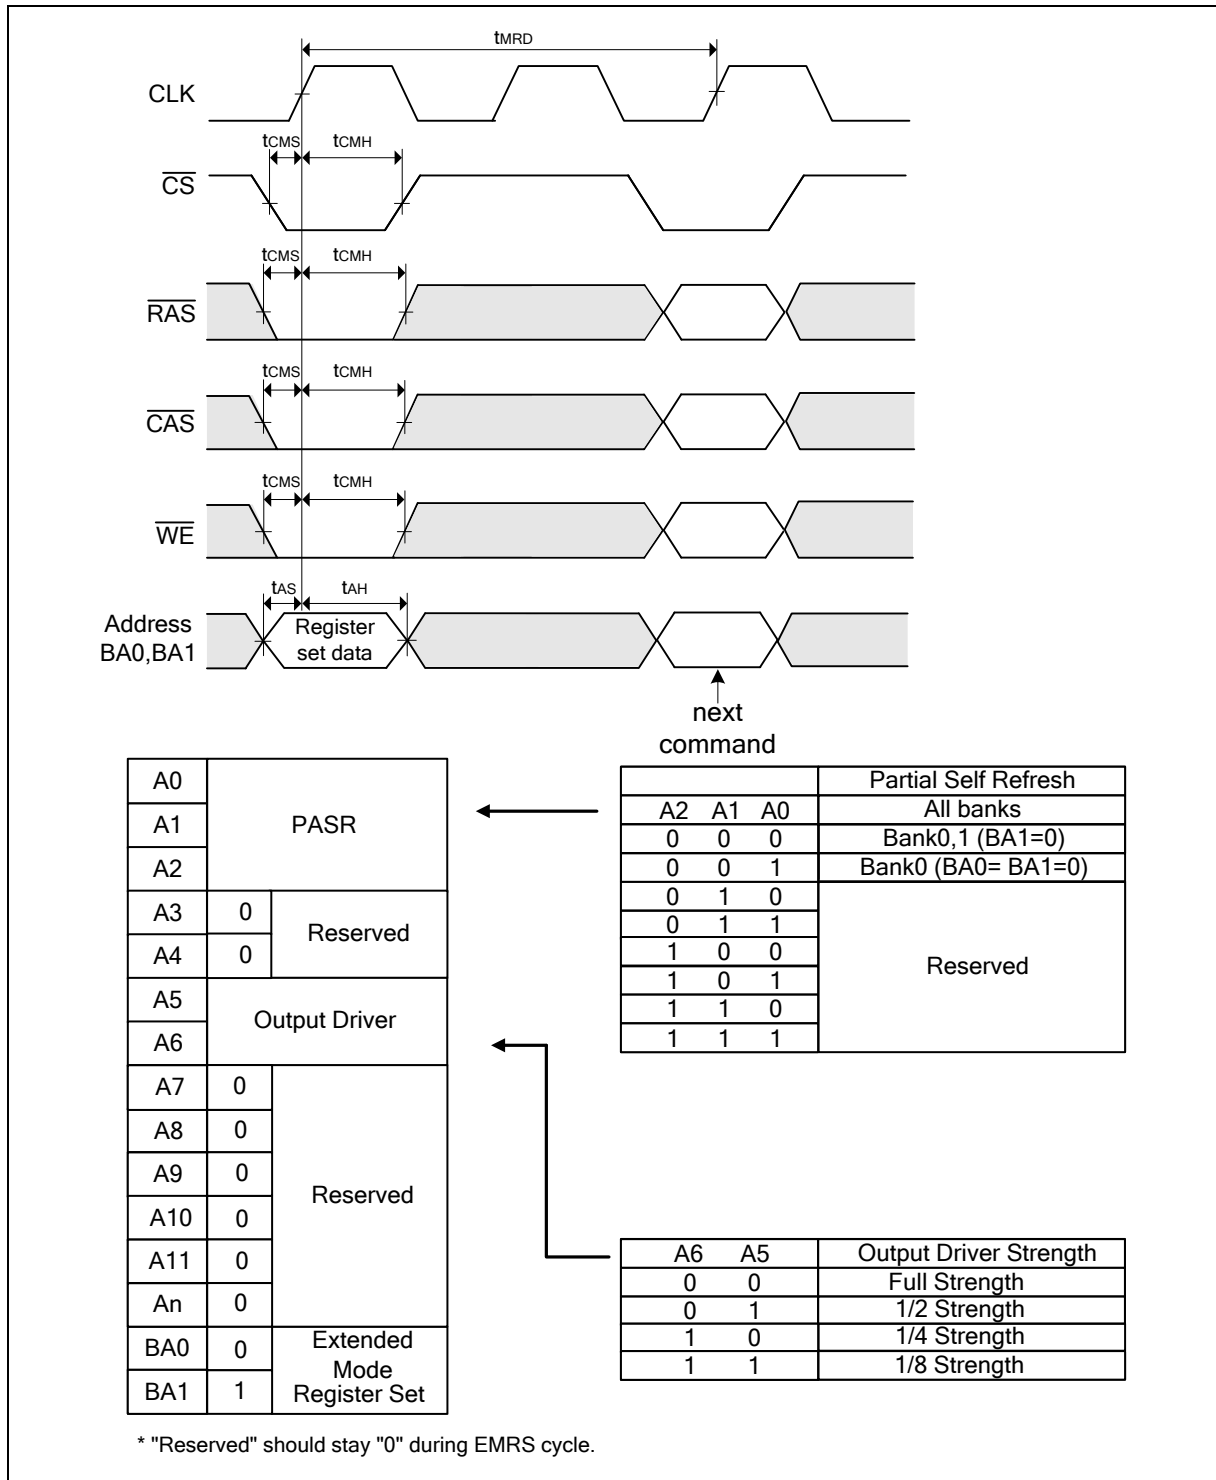 tMRD
CLK
tCMS tCMH
CS
tCMS tCMH
RAS
tCMS tCMH
CAS
tCMS tCMH
WE
tAS tAH
Address
BA0,BA1
Register
set data
next
command
A0
A1
A2
PASR
A3 0
A4 0
Reserved
A5
A6
Output Driver
A7 0
A8 0
A9 0
A10 0
A11 0
An 0
Reserved
BA0 0
BA1 1
Extended
Mode
Register Set
Partial Self Refresh
A2 A1 A0 All banks
0 0 0 Bank0,1 (BA1=0)
0 0 1 Bank0 (BA0= BA1=0)
0 1 0
0 1 1
1 0 0
1 0 1
1 1 0
1 1 1
Reserved
A6 A5 Output Driver Strength
0 0 Full Strength
0 1 1/2 Strength
1 0 1/4 Strength
1 1 1/8 Strength
* "Reserved" should stay "0" during EMRS cycle.